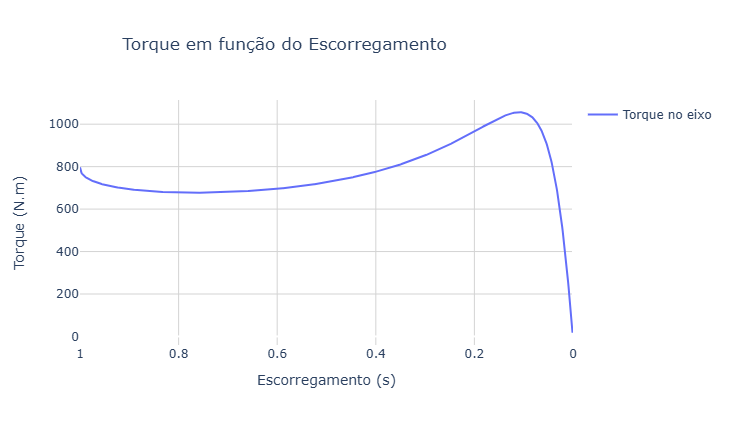 Torque em função do Escorregamento
Torque no eixo
1000
800
600
400
200
0
Torque (N.m)
1 0.8 0.6 0.4 0.2 0
Escorregamento (s)